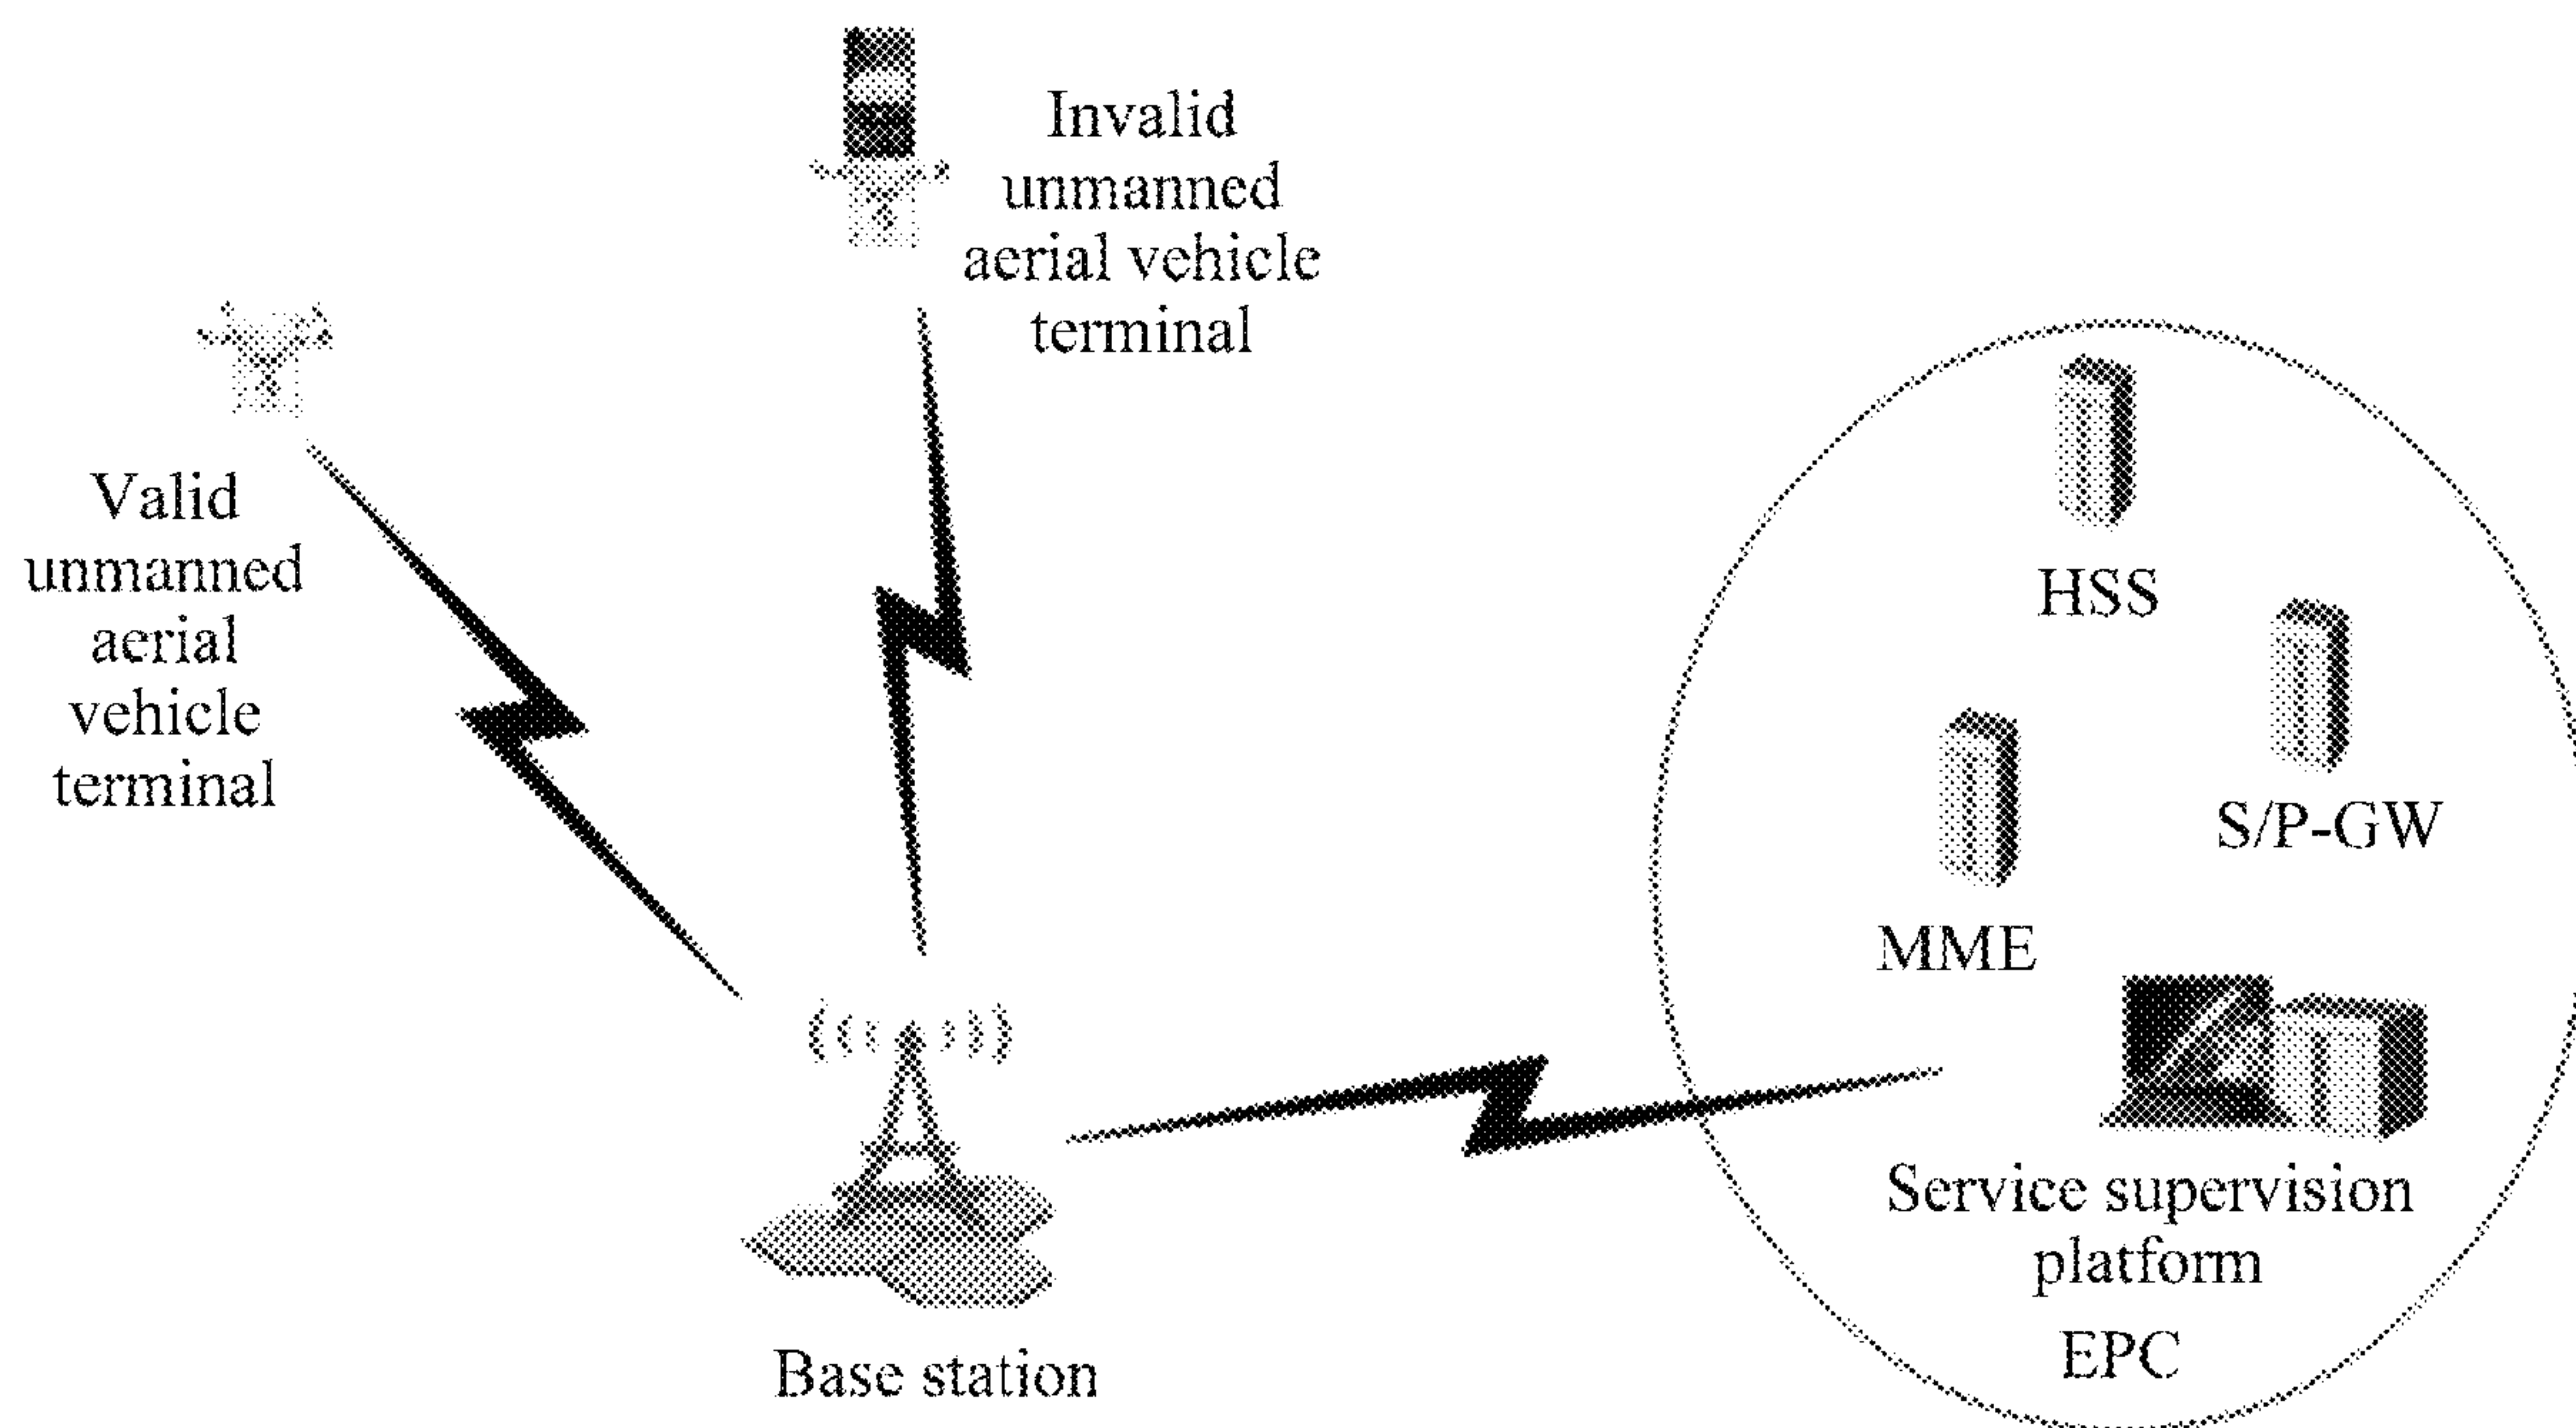 Invalid
unmanned
aerial vehicle
terminal
Valid
unmanned
aerial
vehicle
terminal
HSS
S/P-GW
MME
Service supervision
platform
EPC
Base station